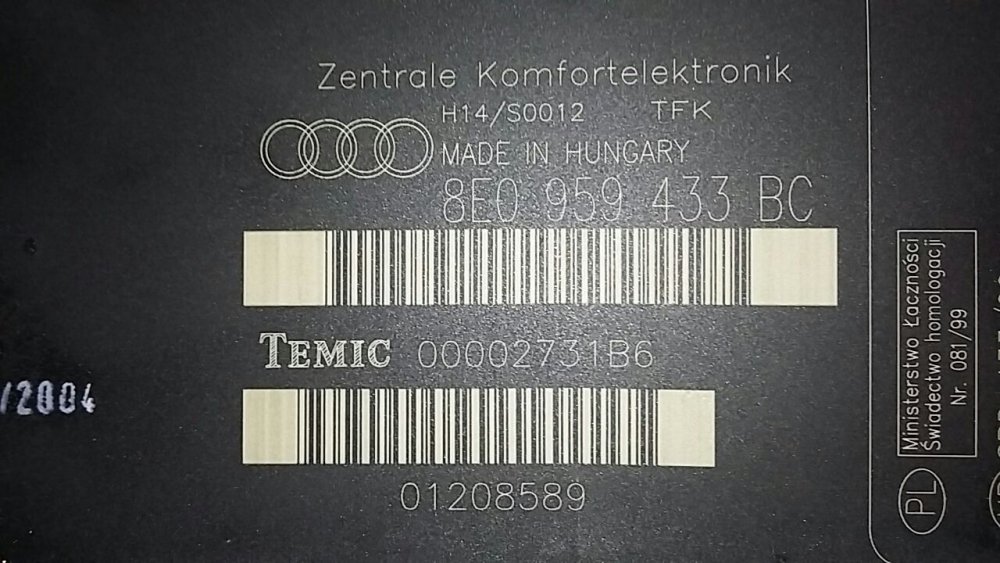 Zentrale Komfortelektronik
H14/S0012 TFK
MADE IN HUNGARY
8E0 959 433 BC
TEMIC 00002731B6
/2004
01208589
Ministerstwo Łączności
Świadectwo homologacji
Nr. 081/99
PL